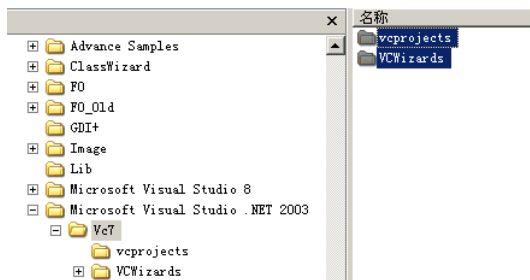 名称
vcprojects
VCWizards
Advance Samples
ClassWizard
FO
FO_Old
GDI+
Image
Lib
Microsoft Visual Studio 8
Microsoft Visual Studio .NET 2003
Vc7
vcprojects
VCWizards